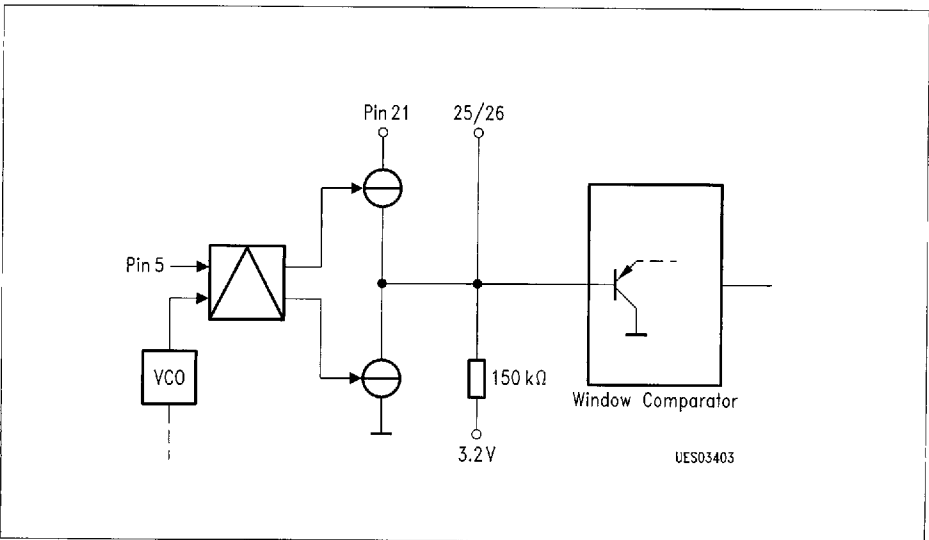 Pin 21
25/26
Pin 5
VCO
150 kΩ
Window Comparator
3.2 V
UES03403